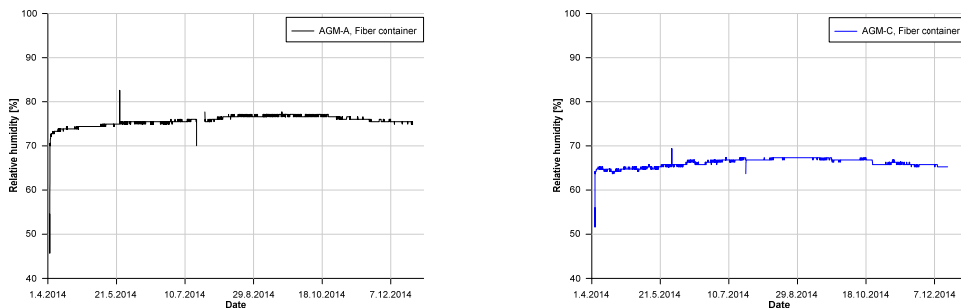 100
90
80
70
60
50
40
Relative humidity [%]
AGM-A, Fiber container
1.4.2014 21.5.2014 10.7.2014 29.8.2014 18.10.2014 7.12.2014
Date
100
90
80
70
60
50
40
Relative humidity [%]
AGM-C, Fiber container
1.4.2014 21.5.2014 10.7.2014 29.8.2014 18.10.2014 7.12.2014
Date